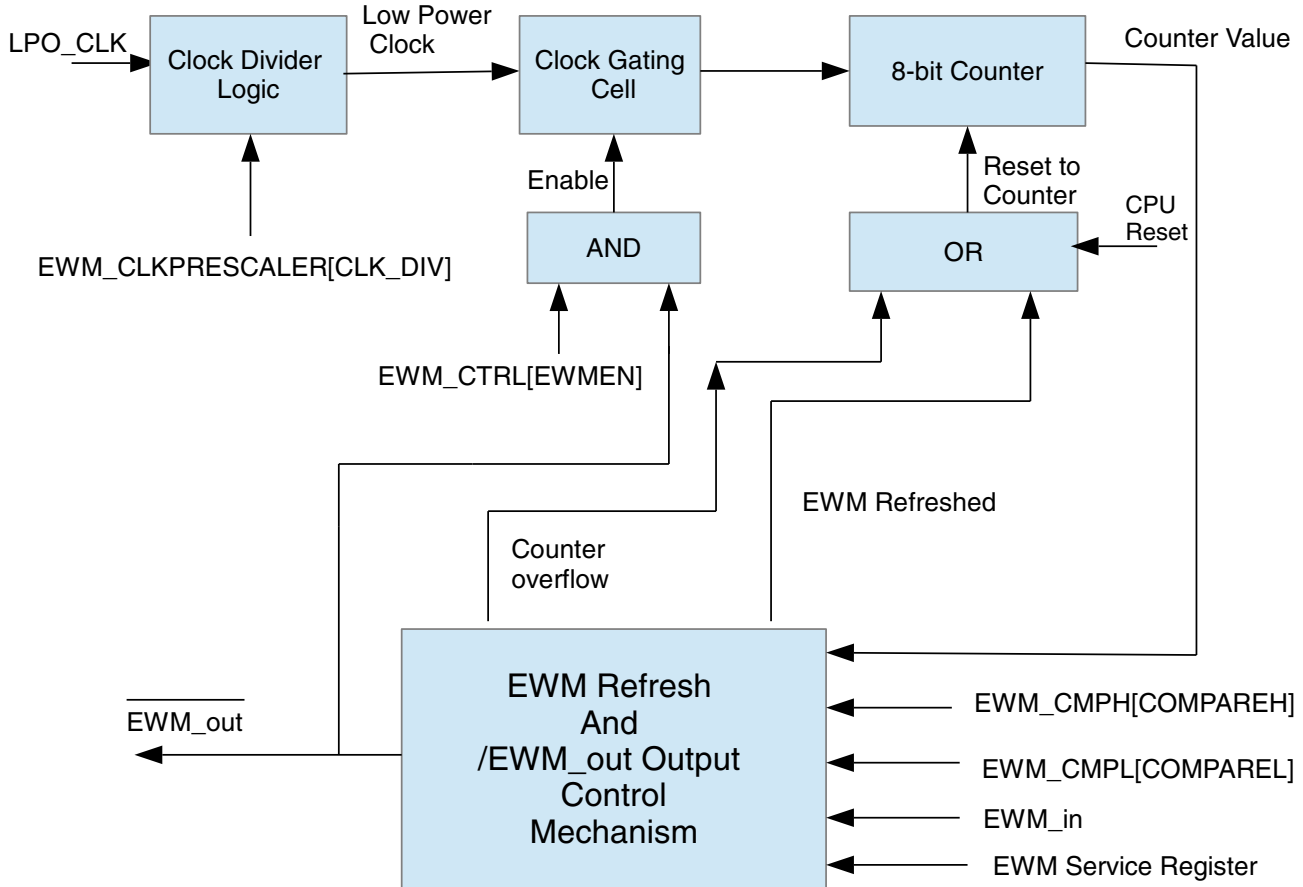 LPO_CLK
Clock Divider
Logic
Low Power
Clock
Clock Gating
Cell
8-bit Counter
Counter Value
Enable
Reset to
Counter
CPU
Reset
AND
OR
EWM_CLKPRESCALER[CLK_DIV]
EWM_CTRL[EWMEN]
EWM Refreshed
Counter
overflow
EWM_out
EWM Refresh
And
/EWM_out Output
Control
Mechanism
EWM_CMPH[COMPAREH]
EWM_CMPL[COMPAREL]
EWM_in
EWM Service Register